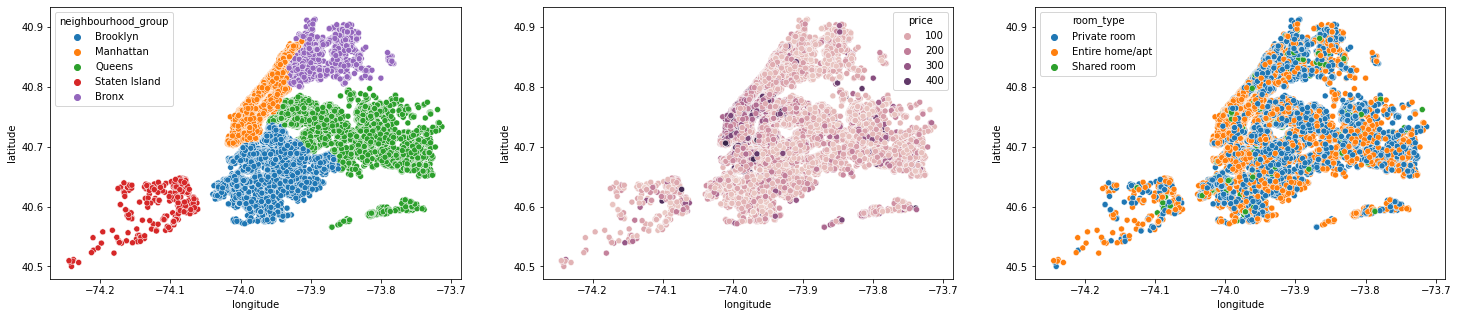 neighbourhood_group
Brooklyn
Manhattan
Queens
Staten Island
Bronx
40.9
40.8
40.7
40.6
40.5
latitude
−74.2
−74.1
−74.0
−73.9
−73.8
−73.7
longitude
price
100
200
300
400
40.9
40.8
40.7
40.6
40.5
latitude
−74.2
−74.1
−74.0
−73.9
−73.8
−73.7
longitude
room_type
Private room
Entire home/apt
Shared room
40.9
40.8
40.7
40.6
40.5
latitude
−74.2
−74.1
−74.0
−73.9
−73.8
−73.7
longitude